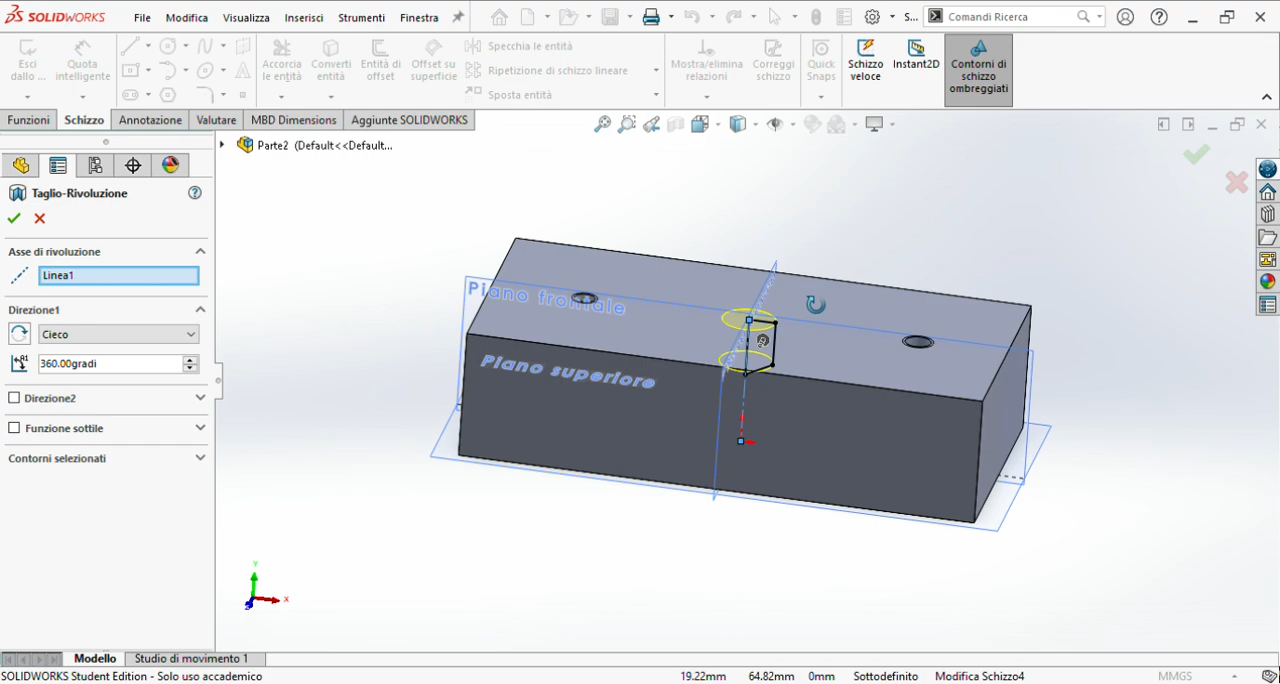 SOLIDWORKS File Modifica Visualizza Inserisci Strumenti Finestra S... Comandi Ricerca
Esci dallo ...
Quota intelligente
Accorcia le entità
Converti entità
Entità di offset
Offset su superficie
Specchia le entità
Ripetizione di schizzo lineare
Sposta entità
Mostra/elimina relazioni
Correggi schizzo
Quick Snaps
Schizzo veloce
Instant2D
Contorni di schizzo ombreggiati
Funzioni Schizzo Annotazione Valutare MBD Dimensions Aggiunte SOLIDWORKS
Parte2 (Default<<Default...
Taglio-Rivoluzione
Asse di rivoluzione
Linea1
Direzione1
Cieco
360.00gradi
Direzione2
Funzione sottile
Contorni selezionati
Piano frontale
Piano superiore
Y
X
Z
Modello Studio di movimento 1
SOLIDWORKS Student Edition - Solo uso accademico 19.22mm 64.82mm 0mm Sottodefinito Modifica Schizzo4 MMGS